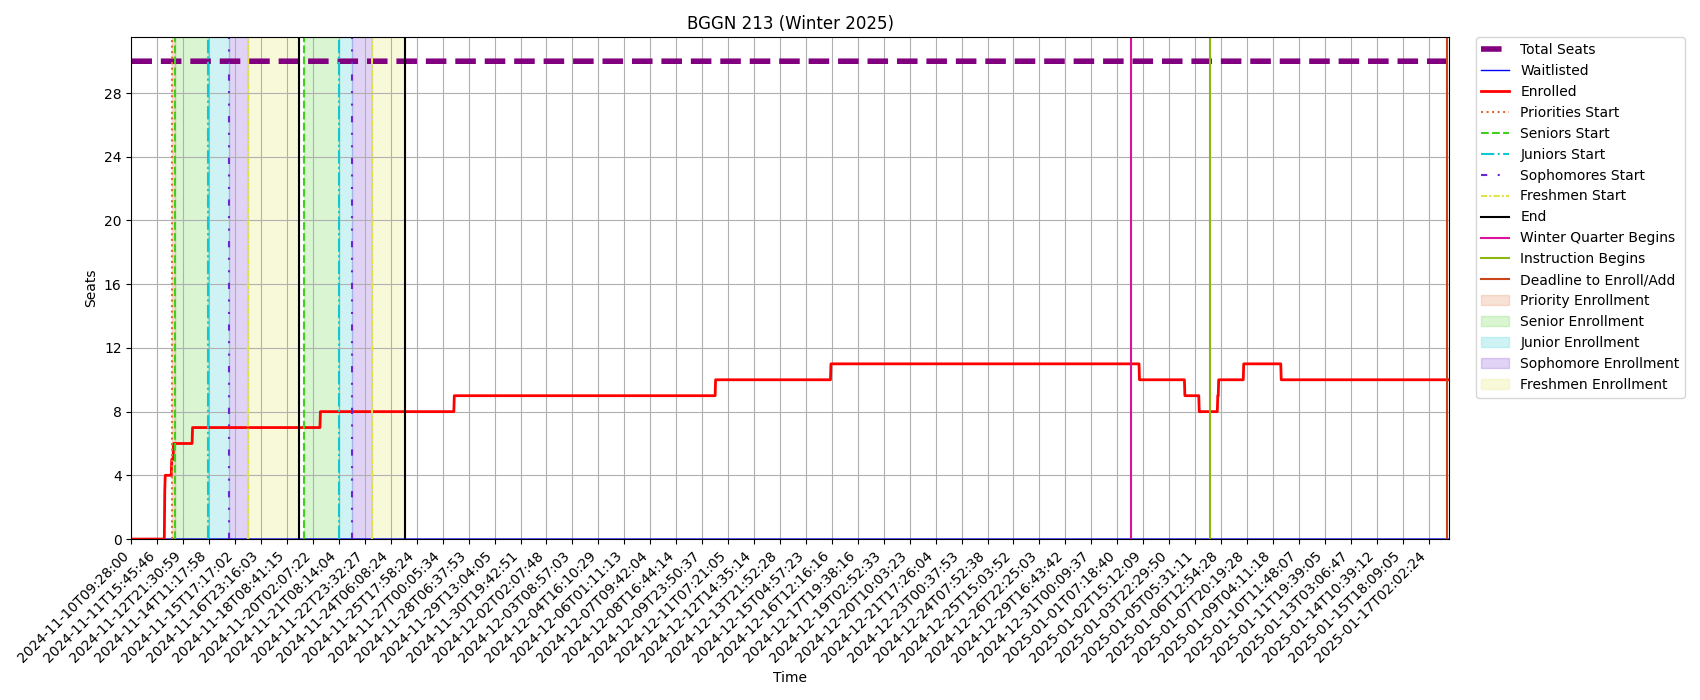 BGGN 213 (Winter 2025)
Seats
28
24
20
16
12
8
4
0
2024-11-10T09:28:00
2024-11-11T15:45:46
2024-11-12T21:30:59
2024-11-14T11:17:58
2024-11-15T17:17:02
2024-11-16T23:16:03
2024-11-18T08:41:15
2024-11-20T02:07:22
2024-11-21T08:14:04
2024-11-22T23:32:27
2024-11-24T06:08:24
2024-11-25T17:58:24
2024-11-27T00:05:34
2024-11-28T06:37:53
2024-11-29T13:04:05
2024-11-30T19:42:51
2024-12-02T02:07:48
2024-12-03T08:57:03
2024-12-04T16:10:29
2024-12-06T01:11:13
2024-12-07T09:42:04
2024-12-08T16:44:14
2024-12-09T23:50:37
2024-12-11T07:21:05
2024-12-12T14:35:14
2024-12-13T21:52:28
2024-12-15T04:57:23
2024-12-16T12:16:16
2024-12-17T19:38:16
2024-12-19T02:52:33
2024-12-20T10:03:23
2024-12-21T17:26:04
2024-12-23T00:37:53
2024-12-24T07:52:38
2024-12-25T15:03:52
2024-12-26T22:25:03
2024-12-29T16:43:42
2024-12-31T00:09:37
2025-01-01T07:18:40
2025-01-02T15:12:09
2025-01-03T22:29:50
2025-01-05T05:31:11
2025-01-06T12:54:28
2025-01-07T20:19:28
2025-01-09T04:11:18
2025-01-10T11:48:07
2025-01-11T19:39:05
2025-01-13T03:06:47
2025-01-14T10:39:12
2025-01-15T18:09:05
2025-01-17T02:02:24
Time
Total Seats
Waitlisted
Enrolled
Priorities Start
Seniors Start
Juniors Start
Sophomores Start
Freshmen Start
End
Winter Quarter Begins
Instruction Begins
Deadline to Enroll/Add
Priority Enrollment
Senior Enrollment
Junior Enrollment
Sophomore Enrollment
Freshmen Enrollment